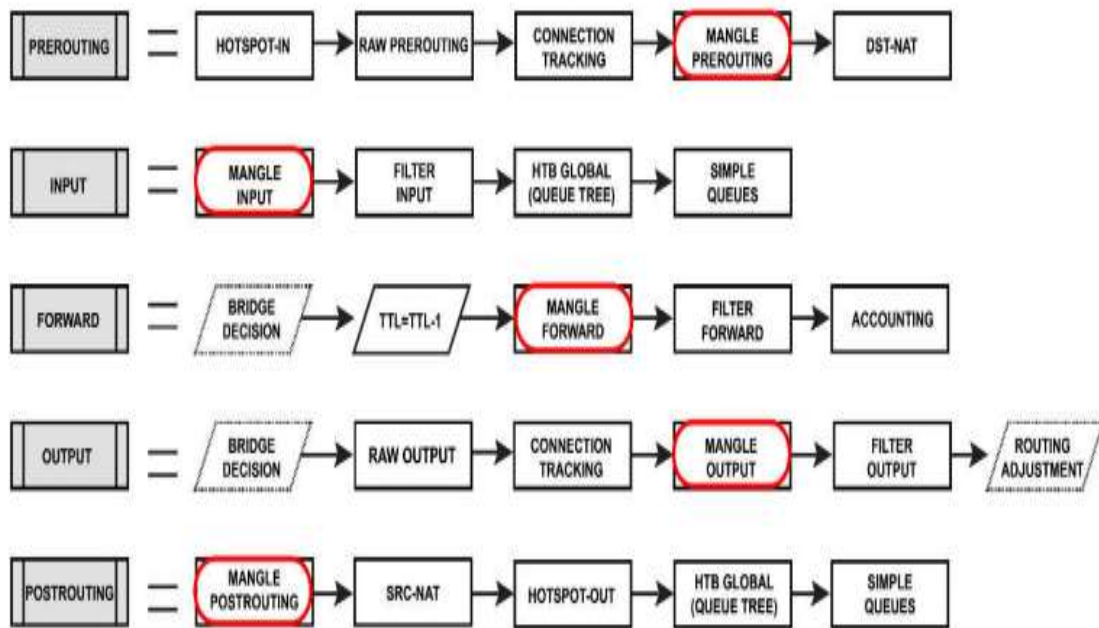 PREROUTING
HOTSPOT-IN
RAW PREROUTING
CONNECTION
TRACKING
MANGLE
PREROUTING
DST-NAT
INPUT
MANGLE
INPUT
FILTER
INPUT
HTB GLOBAL
(QUEUE TREE)
SIMPLE
QUEUES
FORWARD
BRIDGE
DECISION
TTL=TTL-1
MANGLE
FORWARD
FILTER
FORWARD
ACCOUNTING
OUTPUT
BRIDGE
DECISION
RAW OUTPUT
CONNECTION
TRACKING
MANGLE
OUTPUT
FILTER
OUTPUT
ROUTING
ADJUSTMENT
POSTROUTING
MANGLE
POSTROUTING
SRC-NAT
HOTSPOT-OUT
HTB GLOBAL
(QUEUE TREE)
SIMPLE
QUEUES